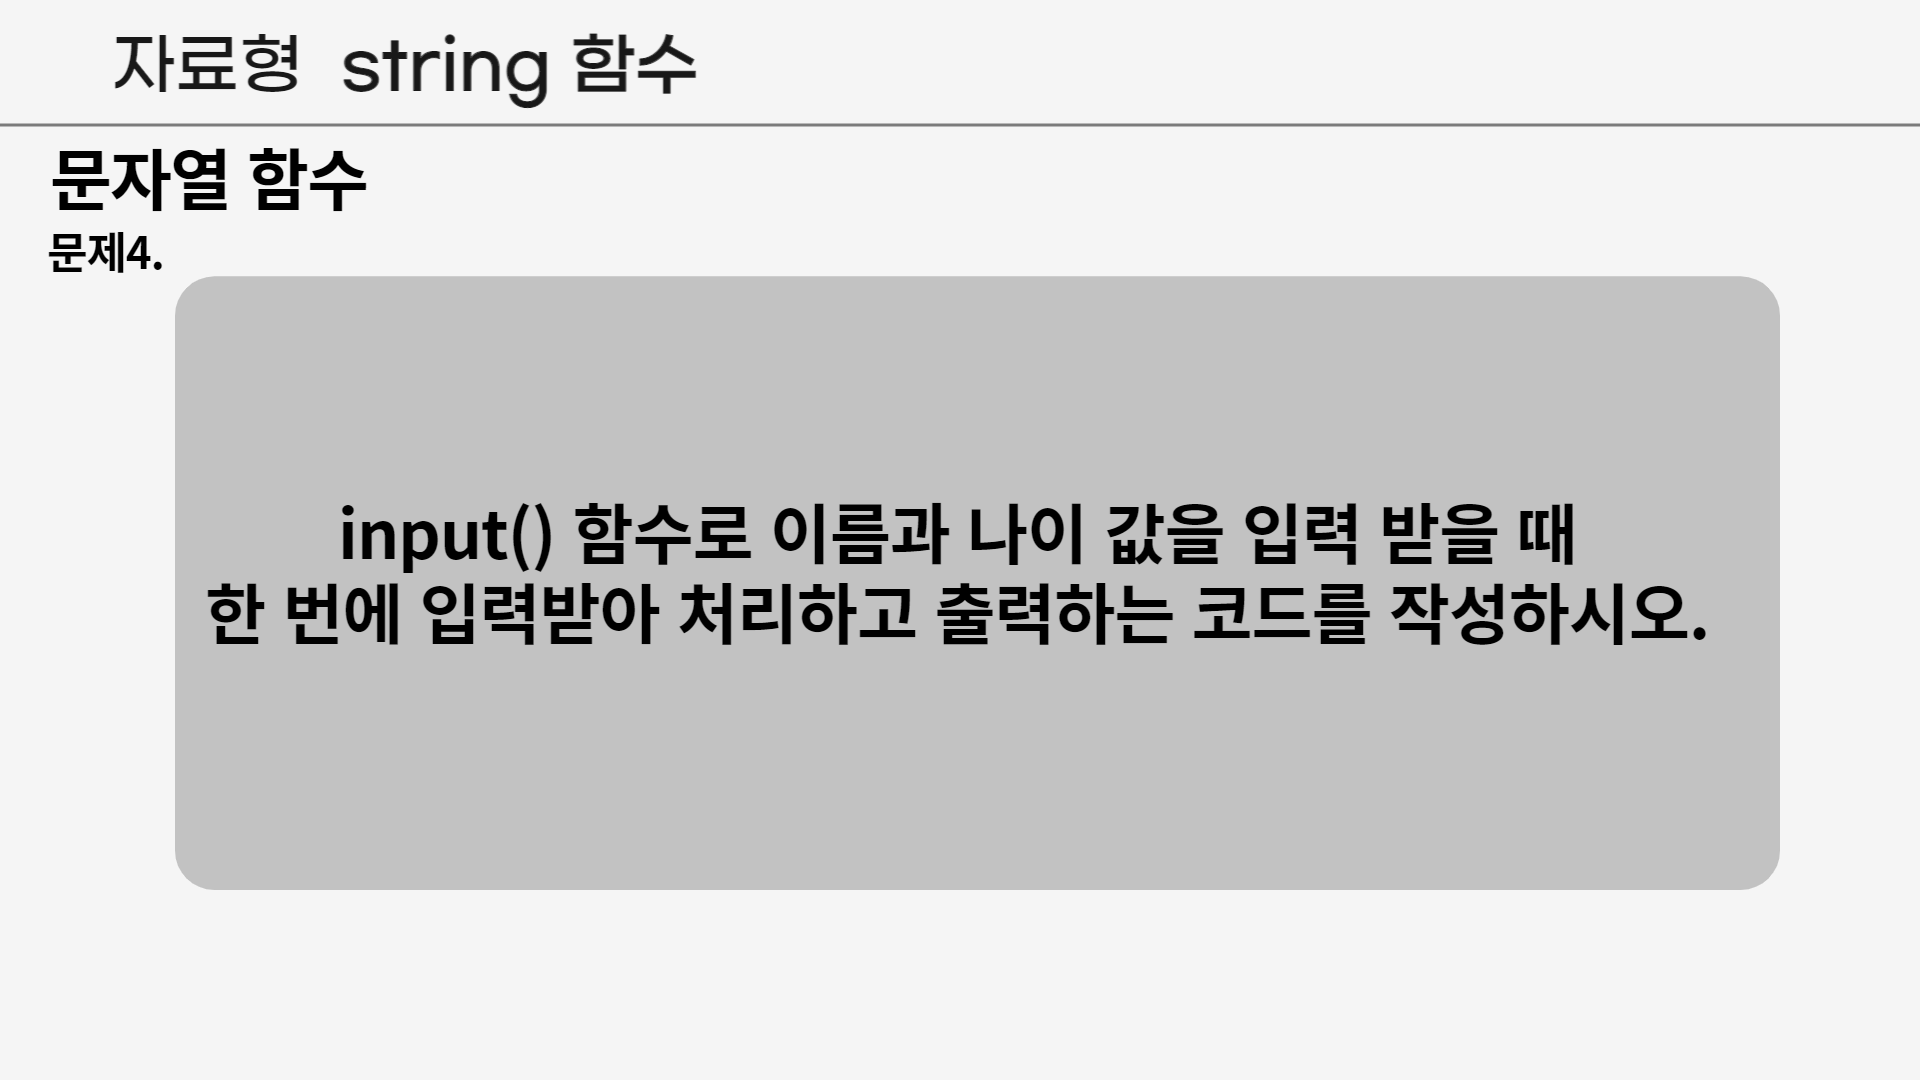 자료형 string 함수
문자열 함수
문제4.
input() 함수로 이름과 나이 값을 입력 받을 때
한 번에 입력받아 처리하고 출력하는 코드를 작성하시오.